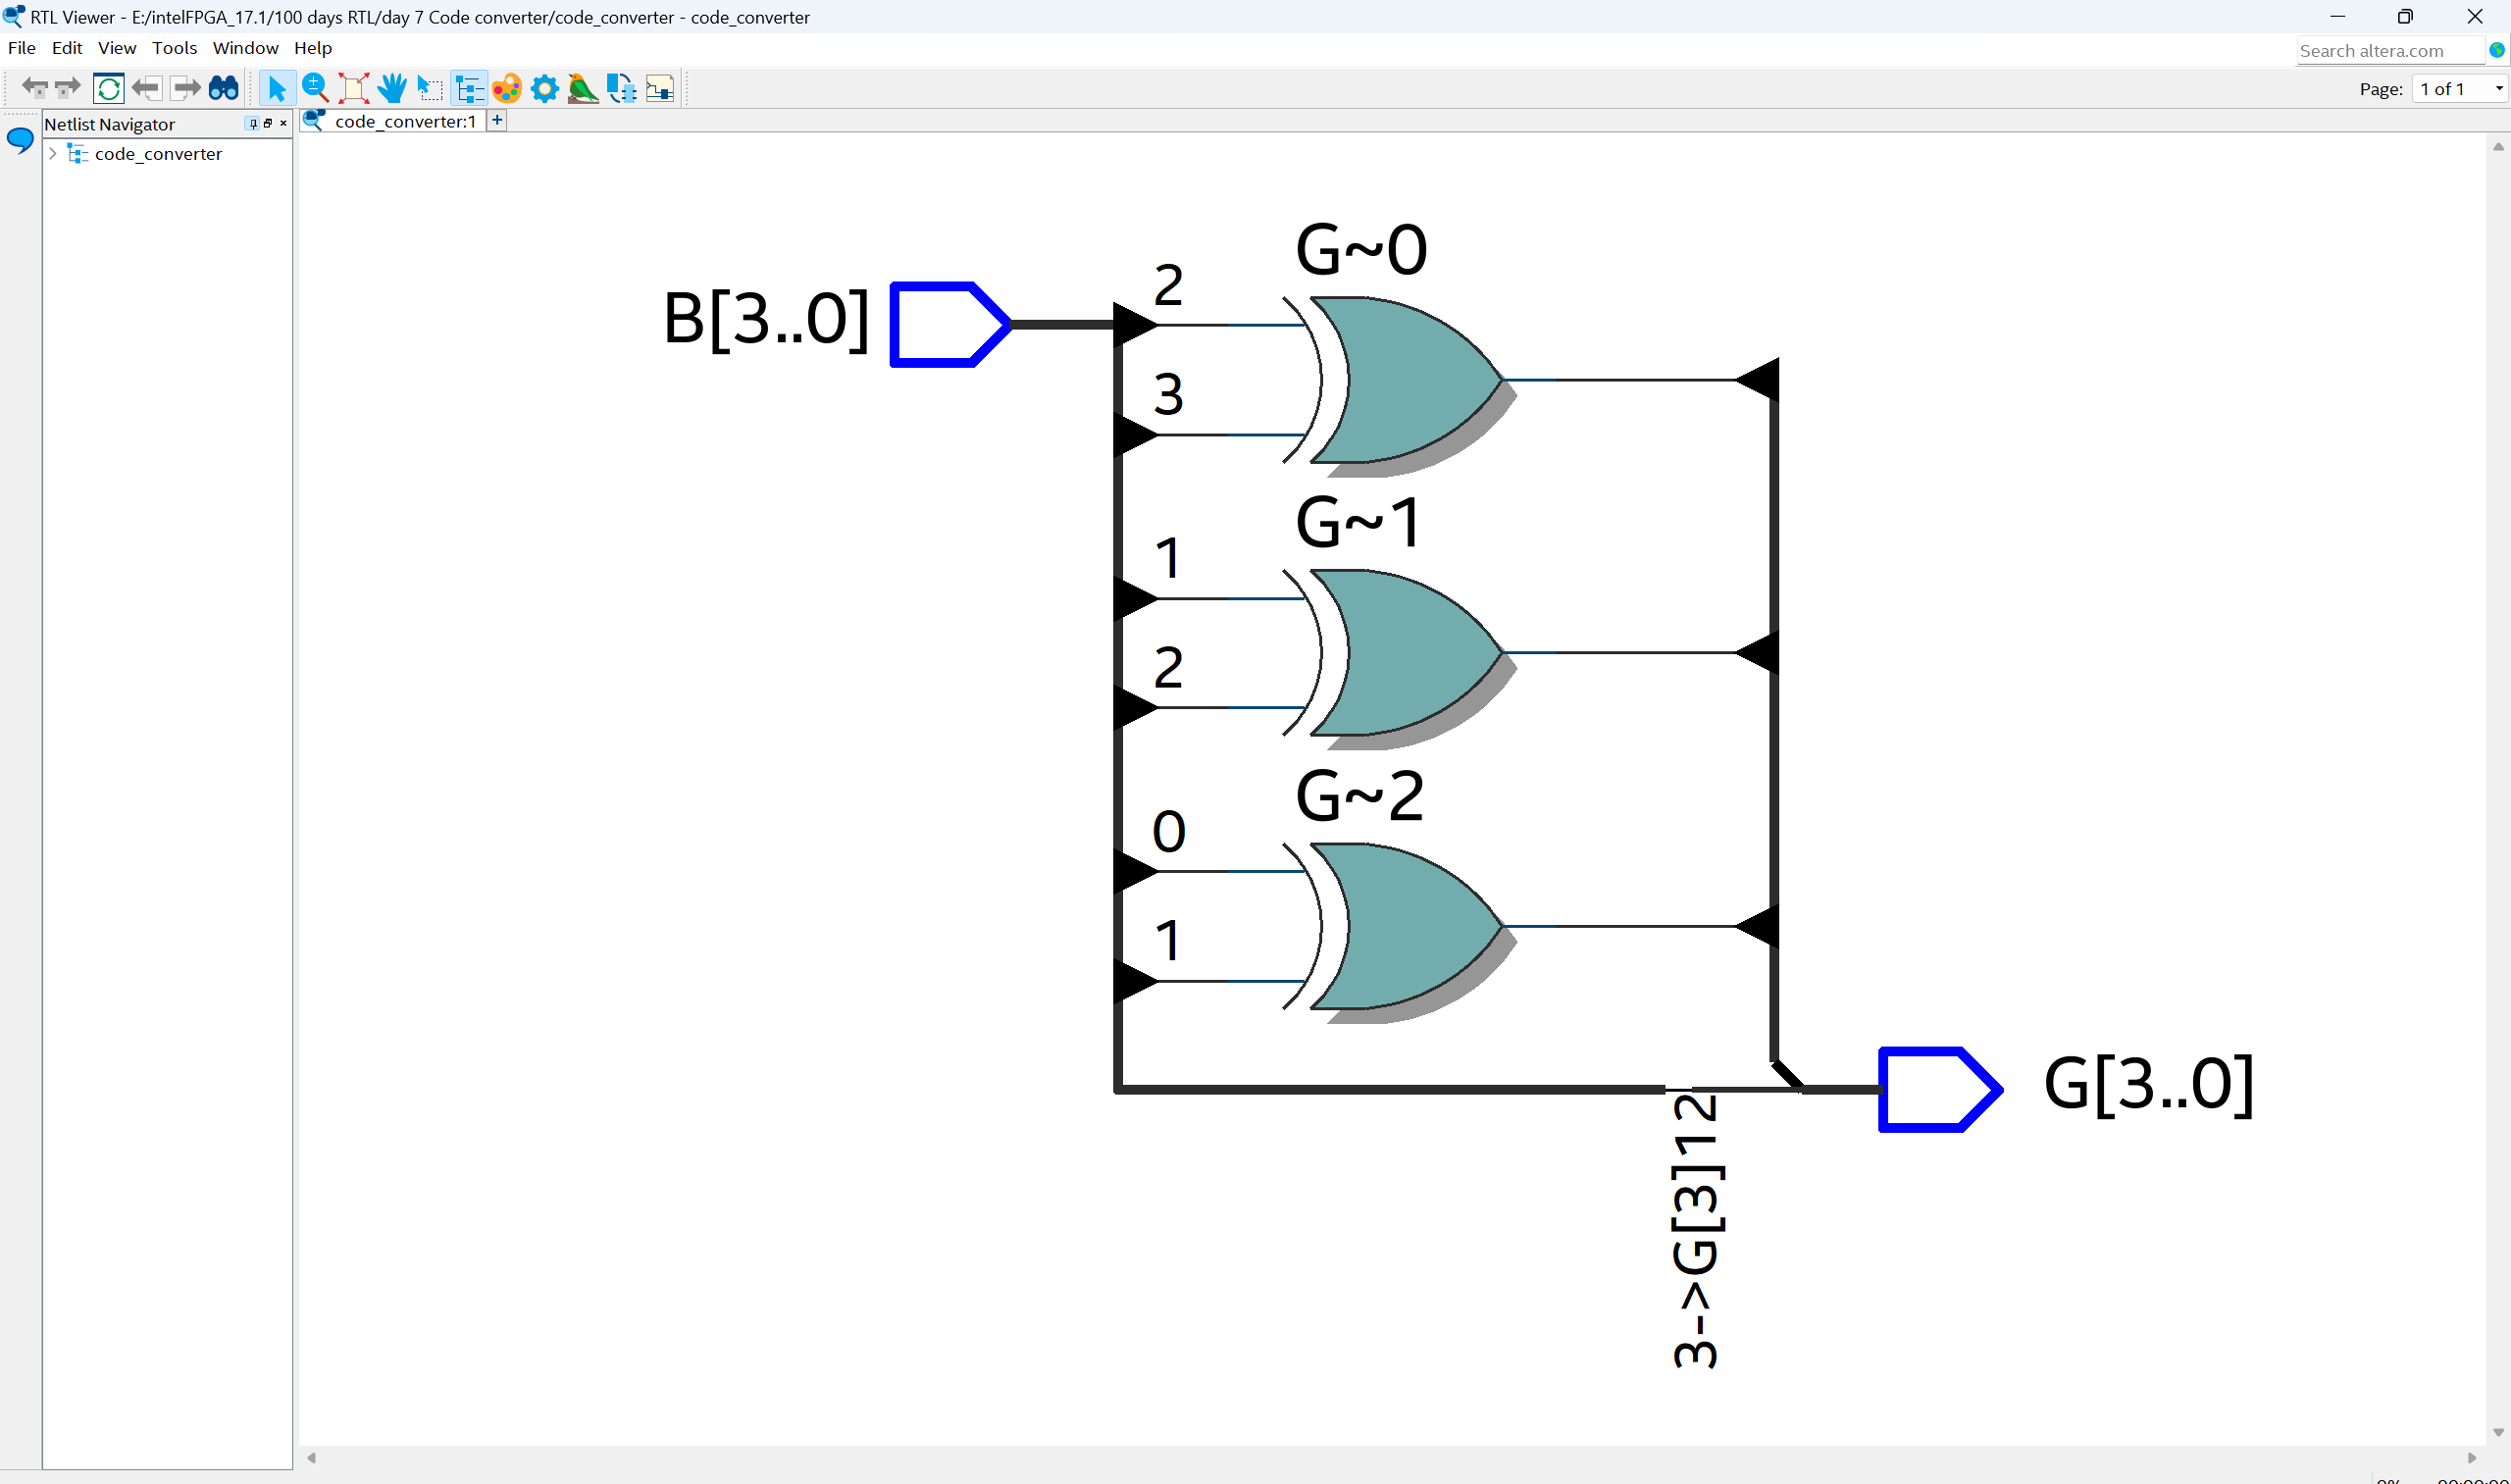 RTL Viewer - E:/intelFPGA_17.1/100 days RTL/day 7 Code converter/code_converter - code_converter
File Edit View Tools Window Help
Search altera.com
Page: 1 of 1
Netlist Navigator
code_converter:1 +
code_converter
G~0
2
B[3..0]
3
G~1
1
2
G~2
0
1
G[3..0]
3->G[3]12